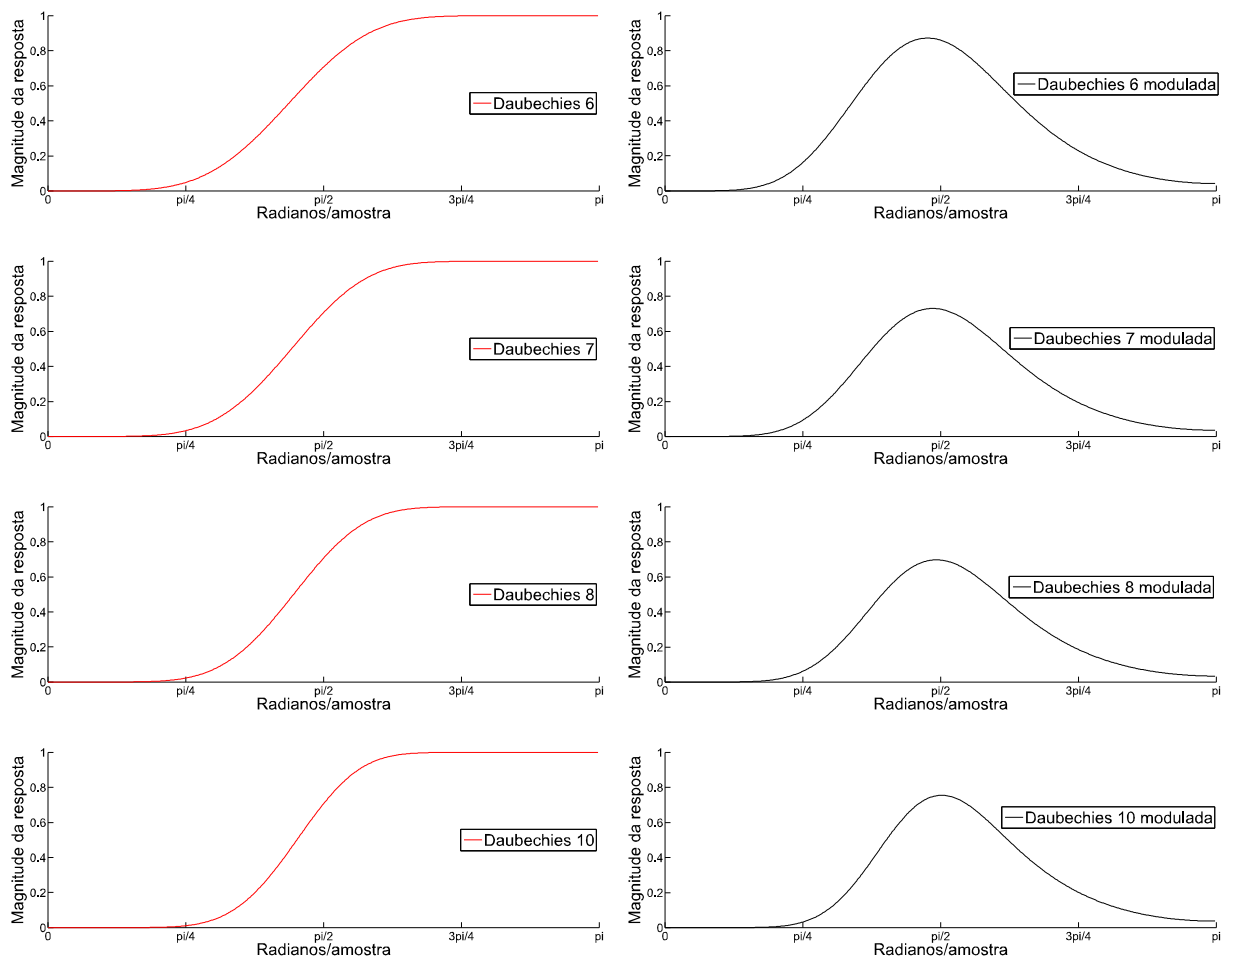 Magnitude da resposta
1
0.8
0.6
0.4
0.2
0
0
pi/4
pi/2
3pi/4
pi
Radianos/amostra
Daubechies 6
Magnitude da resposta
1
0.8
0.6
0.4
0.2
0
0
pi/4
pi/2
3pi/4
pi
Radianos/amostra
Daubechies 6 modulada
Magnitude da resposta
1
0.8
0.6
0.4
0.2
0
0
pi/4
pi/2
3pi/4
pi
Radianos/amostra
Daubechies 7
Magnitude da resposta
1
0.8
0.6
0.4
0.2
0
0
pi/4
pi/2
3pi/4
pi
Radianos/amostra
Daubechies 7 modulada
Magnitude da resposta
1
0.8
0.6
0.4
0.2
0
0
pi/4
pi/2
3pi/4
pi
Radianos/amostra
Daubechies 8
Magnitude da resposta
1
0.8
0.6
0.4
0.2
0
0
pi/4
pi/2
3pi/4
pi
Radianos/amostra
Daubechies 8 modulada
Magnitude da resposta
1
0.8
0.6
0.4
0.2
0
0
pi/4
pi/2
3pi/4
pi
Radianos/amostra
Daubechies 10
Magnitude da resposta
1
0.8
0.6
0.4
0.2
0
0
pi/4
pi/2
3pi/4
pi
Radianos/amostra
Daubechies 10 modulada